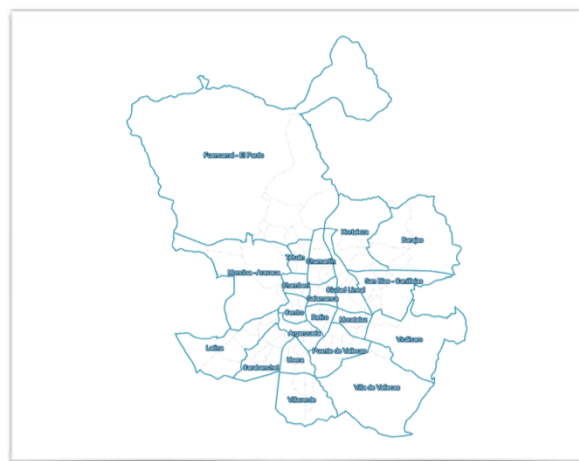 Fuencarral - El Pardo
Hortaleza
Barajas
Tetuán
Chamartín
Moncloa - Aravaca
San Blas - Canillejas
Chamberí
Ciudad Lineal
Salamanca
Centro
Retiro
Moratalaz
Arganzuela
Vicálvaro
Latina
Puente de Vallecas
Usera
Carabanchel
Villa de Vallecas
Villaverde